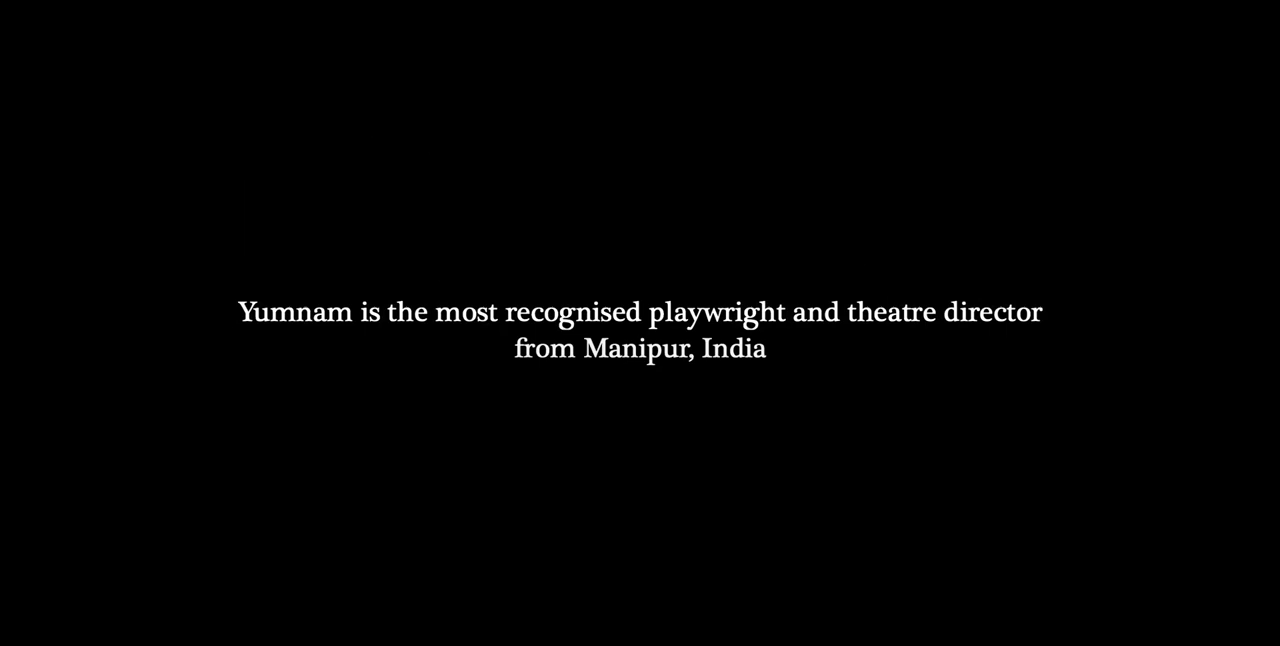 Yumnam is the most recognised playwright and theatre director
from Manipur, India